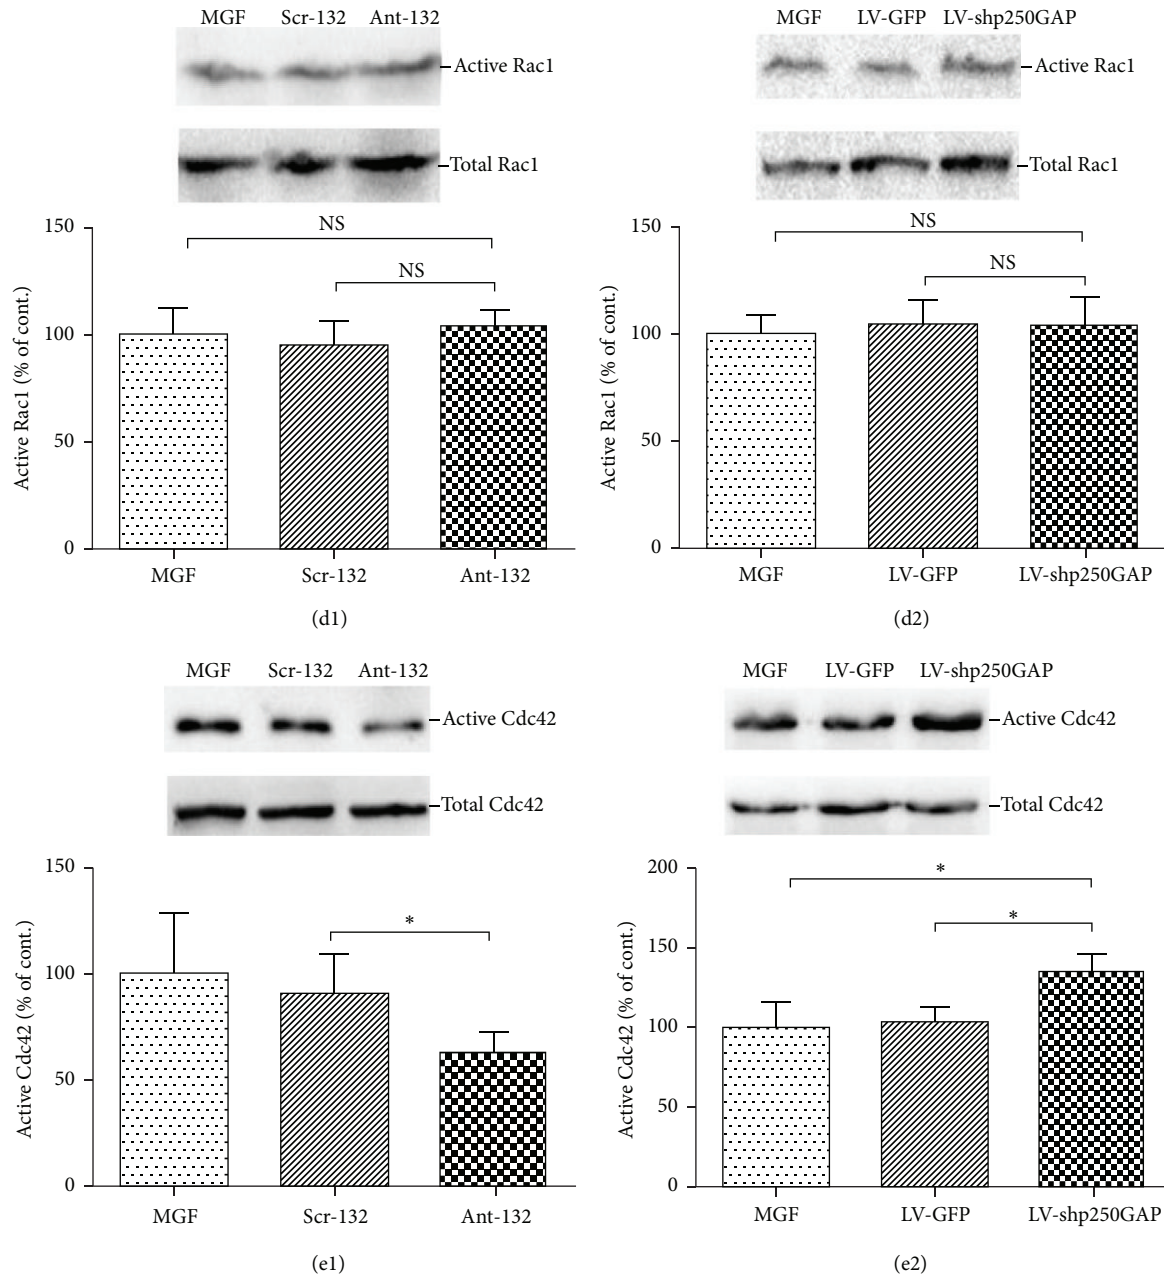 MGF Scr-132 Ant-132
Active Rac1
Total Rac1
150
NS
NS
100
50
0
Active Rac1 (% of cont.)
MGF Scr-132 Ant-132
(d1)
MGF LV-GFP LV-shp250GAP
Active Rac1
Total Rac1
150
NS
NS
100
50
0
Active Rac1 (% of cont.)
MGF LV-GFP LV-shp250GAP
(d2)
MGF Scr-132 Ant-132
Active Cdc42
Total Cdc42
150
*
100
50
0
Active Cdc42 (% of cont.)
MGF Scr-132 Ant-132
(e1)
MGF LV-GFP LV-shp250GAP
Active Cdc42
Total Cdc42
200
*
*
150
100
50
0
Active Cdc42 (% of cont.)
MGF LV-GFP LV-shp250GAP
(e2)